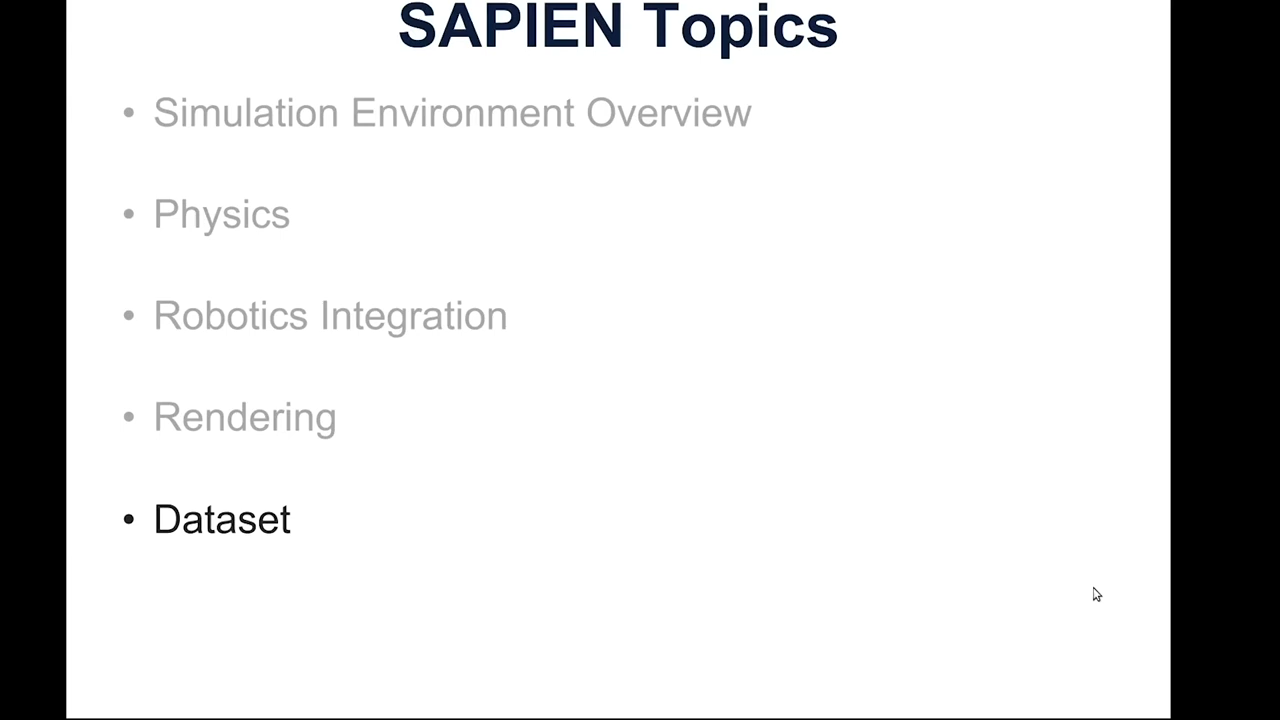 SAPIEN Topics
• Simulation Environment Overview
• Physics
• Robotics Integration
• Rendering
• Dataset